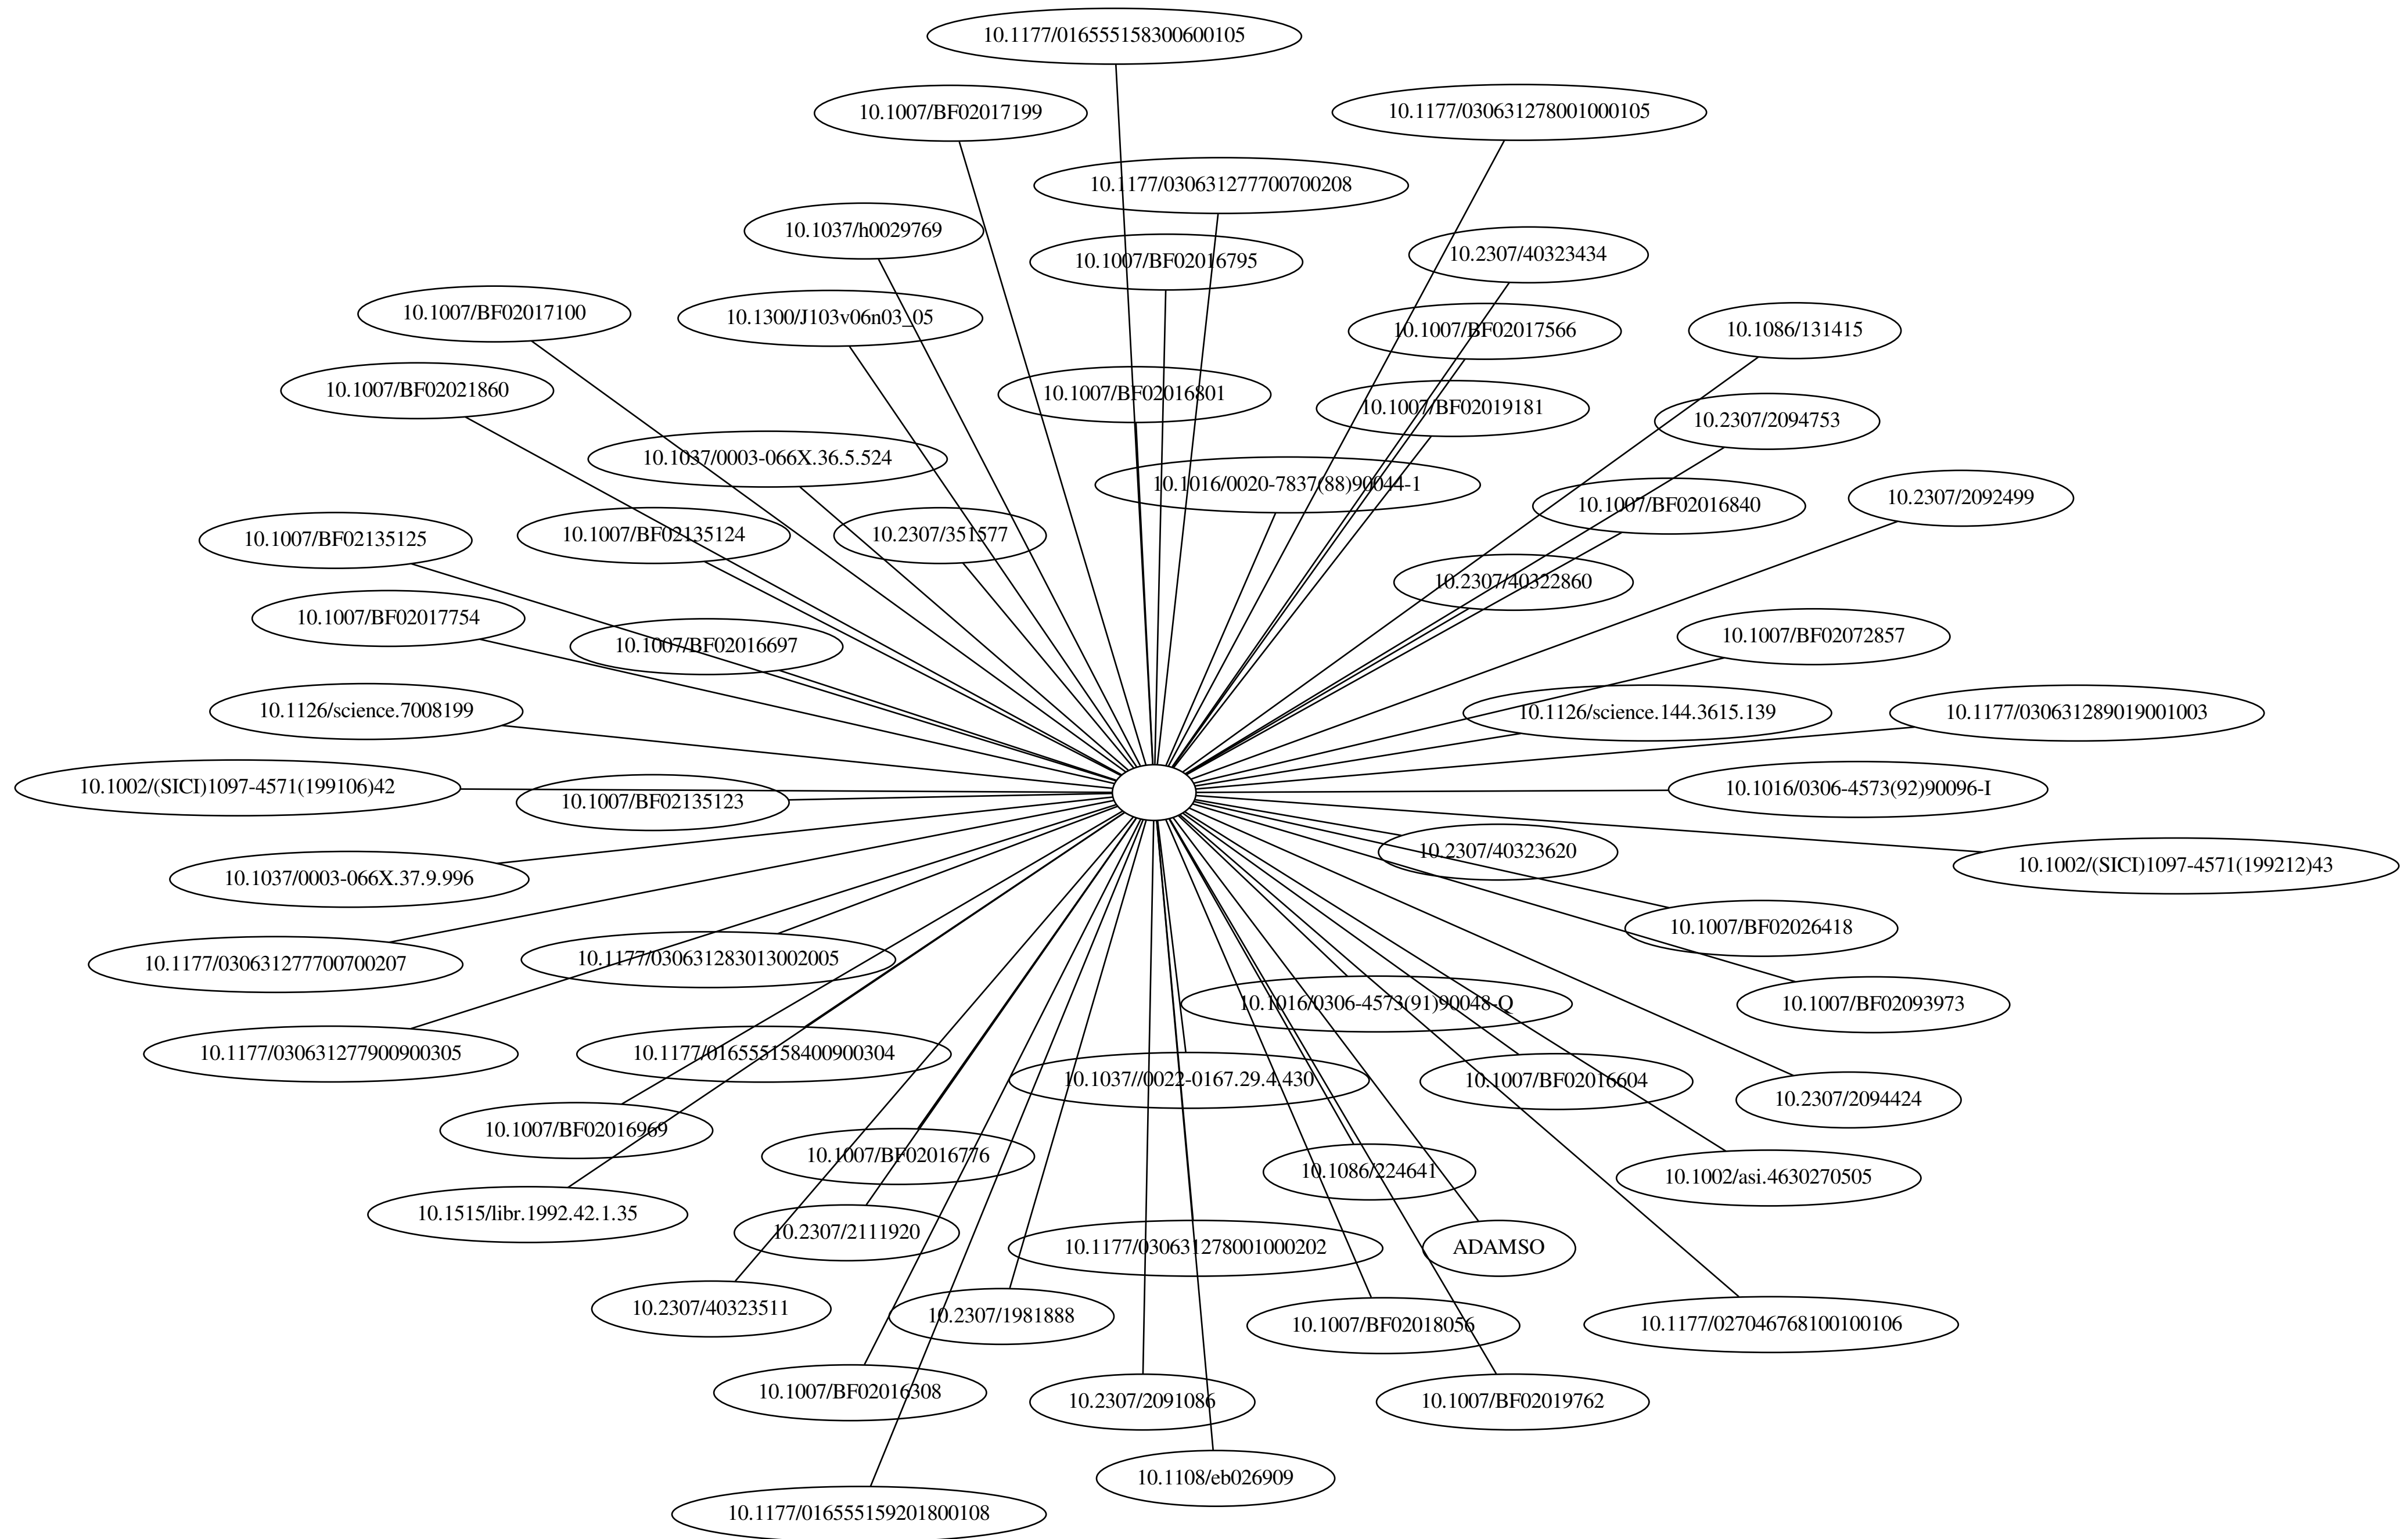 10.1177/016555158300600105
10.1007/BF02017199
10.1177/030631278001000105
10.1177/030631277700700208
10.1037/h0029769
10.1007/BF02016795
10.2307/40323434
10.1007/BF02017100
10.1300/J103v06n03_05
10.1007/BF02017566
10.1086/131415
10.1007/BF02021860
10.1007/BF02016801
10.1007/BF02019181
10.2307/2094753
10.1037/0003-066X.36.5.524
10.1016/0020-7837(88)90044-1
10.1007/BF02016840
10.2307/2092499
10.1007/BF02135125
10.1007/BF02135124
10.2307/351577
10.2307/40322860
10.1007/BF02017754
10.1007/BF02016697
10.1007/BF02072857
10.1126/science.7008199
10.1126/science.144.3615.139
10.1177/030631289019001003
10.1002/(SICI)1097-4571(199106)42
10.1007/BF02135123
10.1016/0306-4573(92)90096-I
10.2307/40323620
10.1002/(SICI)1097-4571(199212)43
10.1037/0003-066X.37.9.996
10.1007/BF02026418
10.1177/030631277700700207
10.1177/030631283013002005
10.1016/0306-4573(91)90048-Q
10.1007/BF02093973
10.1177/030631277900900305
10.1177/016555158400900304
10.1037//0022-0167.29.4.430
10.1007/BF02016604
10.2307/2094424
10.1007/BF02016969
10.1007/BF02016776
10.1086/224641
10.1002/asi.4630270505
10.1515/libr.1992.42.1.35
10.2307/2111920
10.1177/030631278001000202
ADAMSO
10.2307/40323511
10.2307/1981888
10.1007/BF02018056
10.1177/027046768100100106
10.1007/BF02016308
10.2307/2091086
10.1007/BF02019762
10.1108/eb026909
10.1177/016555159201800108